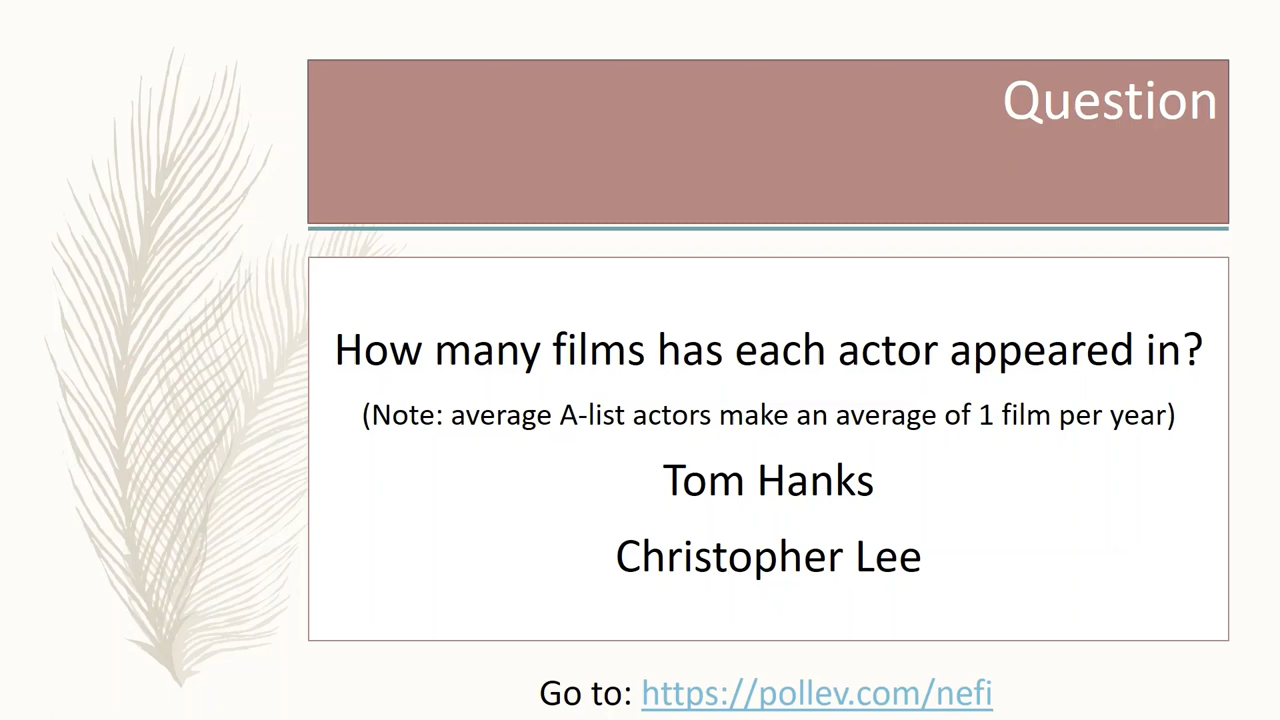 Question
How many films has each actor appeared in?
(Note: average A-list actors make an average of 1 film per year)
Tom Hanks
Christopher Lee
Go to: https://pollev.com/nefi